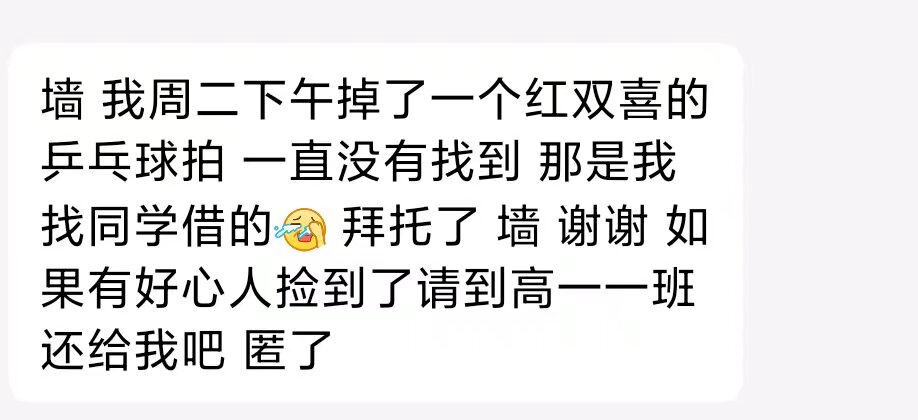 墙 我周二下午掉了一个红双喜的
乒乓球拍 一直没有找到 那是我
找同学借的😭 拜托了 墙 谢谢 如
果有好心人捡到了请到高一一班
还给我吧 匿了